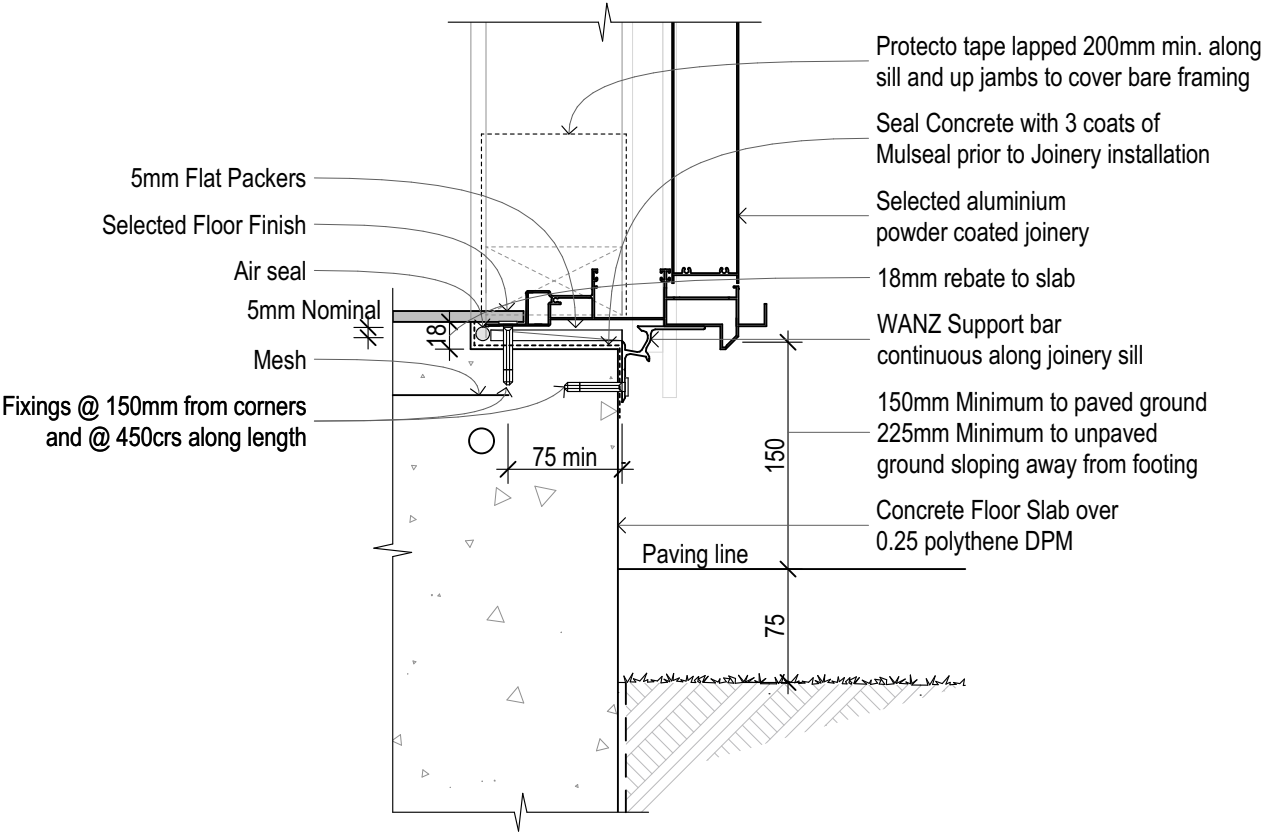 Protecto tape lapped 200mm min. along
sill and up jambs to cover bare framing
Seal Concrete with 3 coats of
Mulseal prior to Joinery installation
5mm Flat Packers
Selected aluminium
powder coated joinery
Selected Floor Finish
Air seal
18mm rebate to slab
5mm Nominal
18
WANZ Support bar
continuous along joinery sill
Mesh
Fixings @ 150mm from corners
and @ 450crs along length
150mm Minimum to paved ground
225mm Minimum to unpaved
ground sloping away from footing
75 min
150
Concrete Floor Slab over
0.25 polythene DPM
Paving line
75